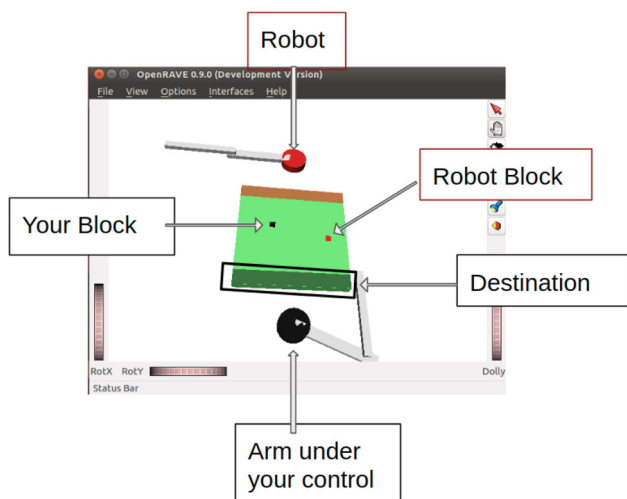 Robot
OpenRAVE 0.9.0 (Development Version)
File View Options Interfaces Help
Robot Block
Your Block
Destination
RotX RotY
Dolly
Status Bar
Arm under
your control